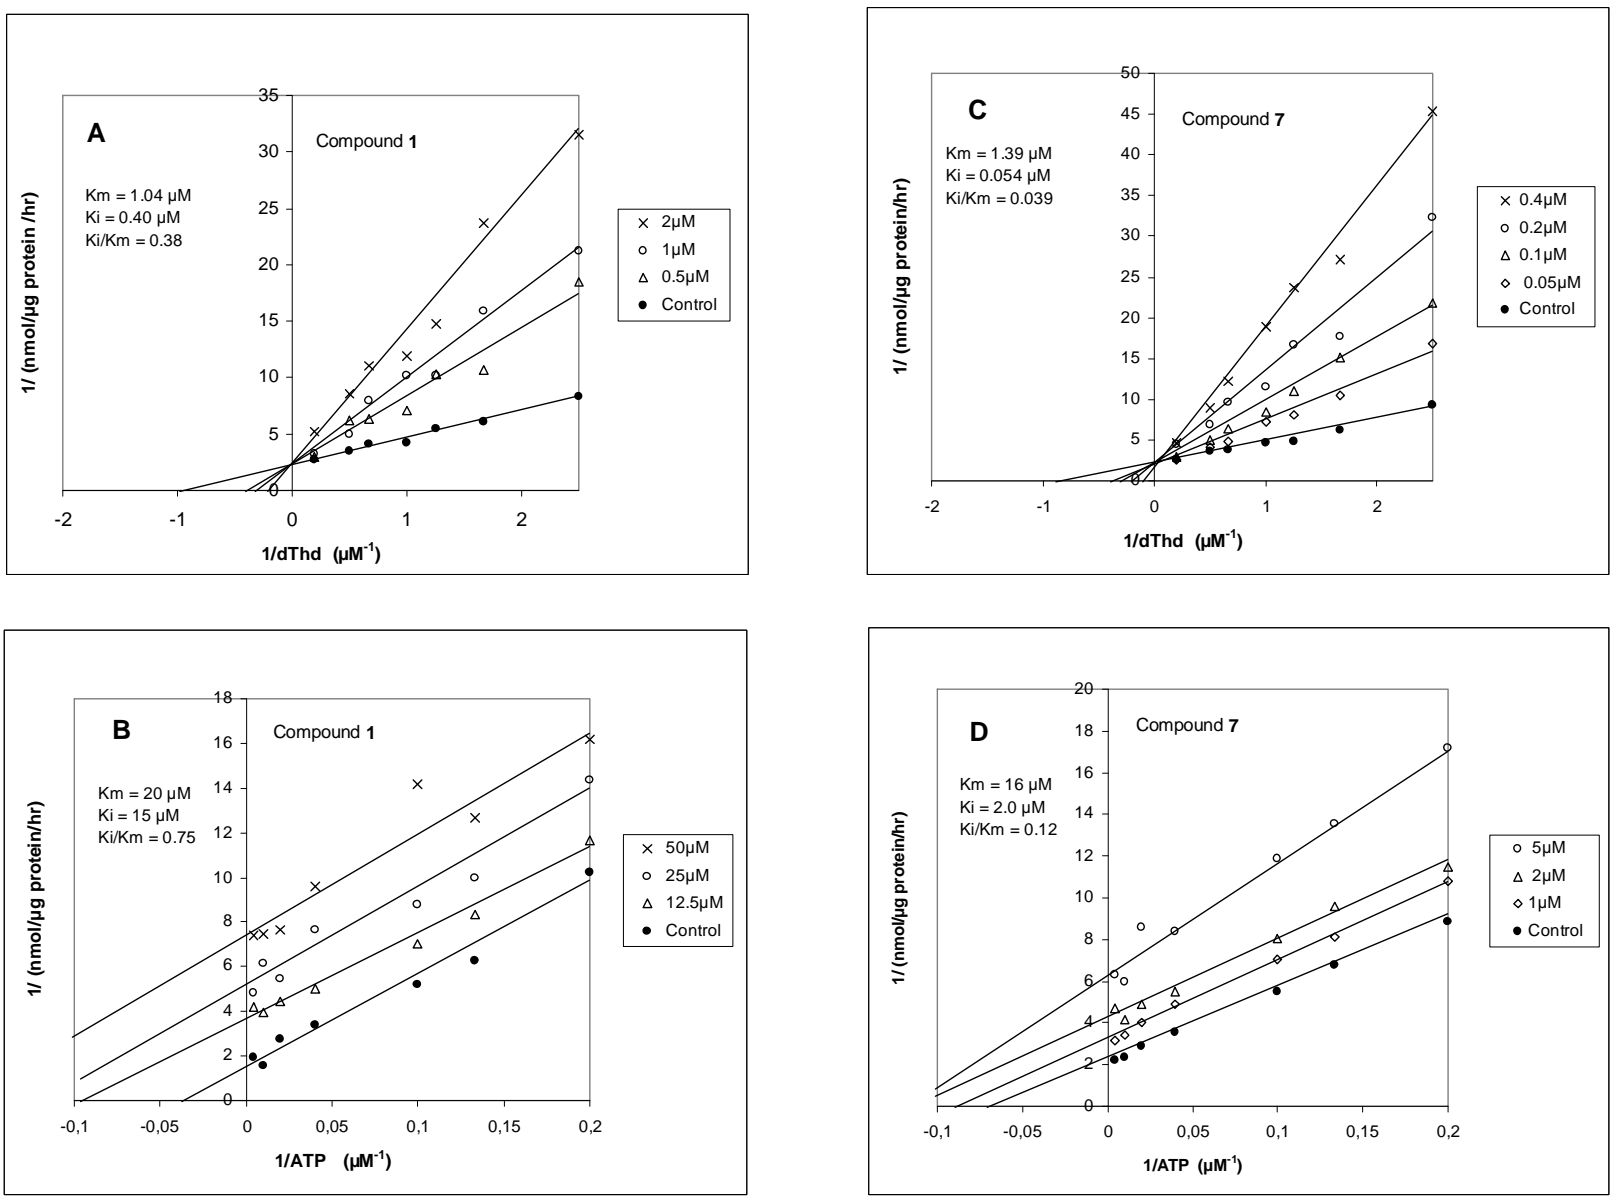 A
Compound 1
Km = 1.04 µM
Ki = 0.40 µM
Ki/Km = 0.38
1/ (nmol/µg protein /hr)
35
30
25
20
15
10
5
0
-2 -1 0 1 2
1/dThd (µM-1)
2µM
1µM
0.5µM
Control
C
Compound 7
Km = 1.39 µM
Ki = 0.054 µM
Ki/Km = 0.039
1/ (nmol/µg protein/hr)
50
45
40
35
30
25
20
15
10
5
0
-2 -1 0 1 2
1/dThd (µM-1)
0.4µM
0.2µM
0.1µM
0.05µM
Control
B
Compound 1
Km = 20 µM
Ki = 15 µM
Ki/Km = 0.75
1/ (nmol/µg protein/hr)
18
16
14
12
10
8
6
4
2
0
-0,1 -0,05 0 0,05 0,1 0,15 0,2
1/ATP (µM-1)
50µM
25µM
12.5µM
Control
D
Compound 7
Km = 16 µM
Ki = 2.0 µM
Ki/Km = 0.12
1/ (nmol/µg protein/hr)
20
18
16
14
12
10
8
6
4
2
0
-0,1 -0,05 0 0,05 0,1 0,15 0,2
1/ATP (µM-1)
5µM
2µM
1µM
Control